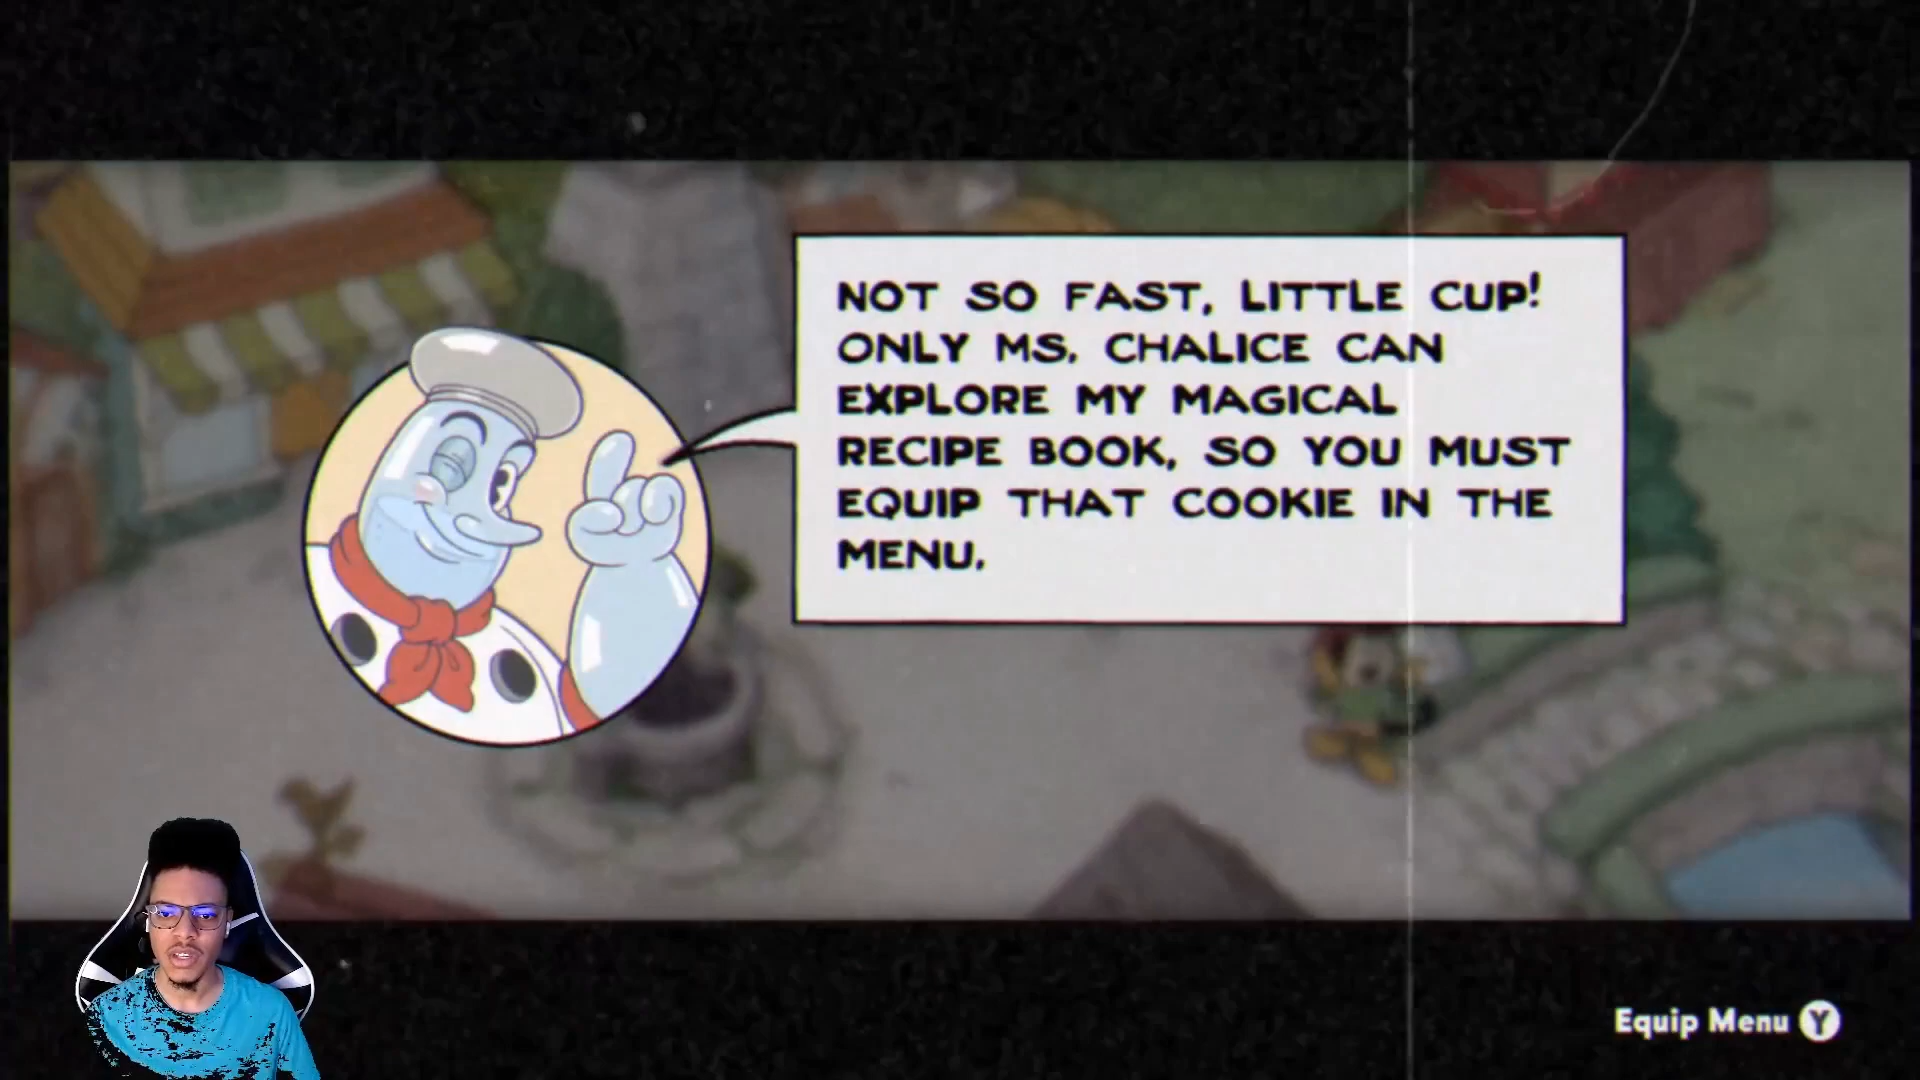 NOT SO FAST, LITTLE CUP!
ONLY MS. CHALICE CAN
EXPLORE MY MAGICAL
RECIPE BOOK, SO YOU MUST
EQUIP THAT COOKIE IN THE
MENU.
Equip Menu Y